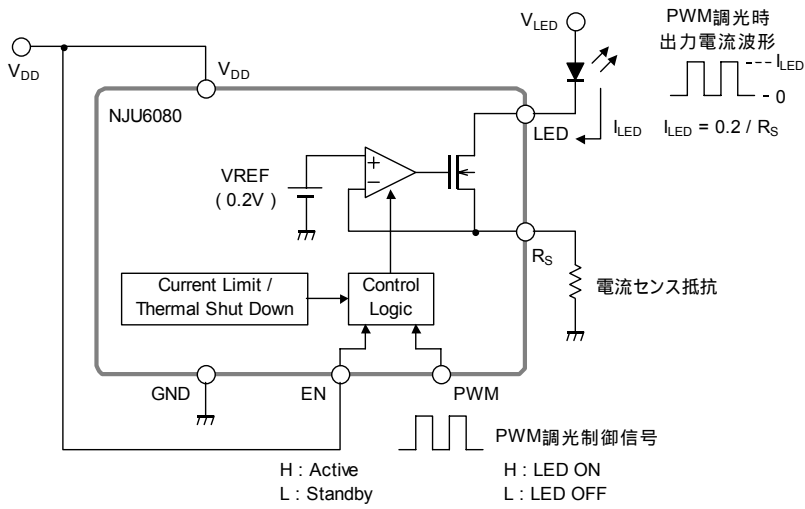 VLED
PWM調光時
出力電流波形
ILED
0
ILED = 0.2 / RS
VDD
VDD
NJU6080
LED
ILED
VREF
( 0.2V )
+
−
RS
電流センス抵抗
Current Limit /
Thermal Shut Down
Control
Logic
GND
EN
PWM
PWM調光制御信号
H : Active
L : Standby
H : LED ON
L : LED OFF